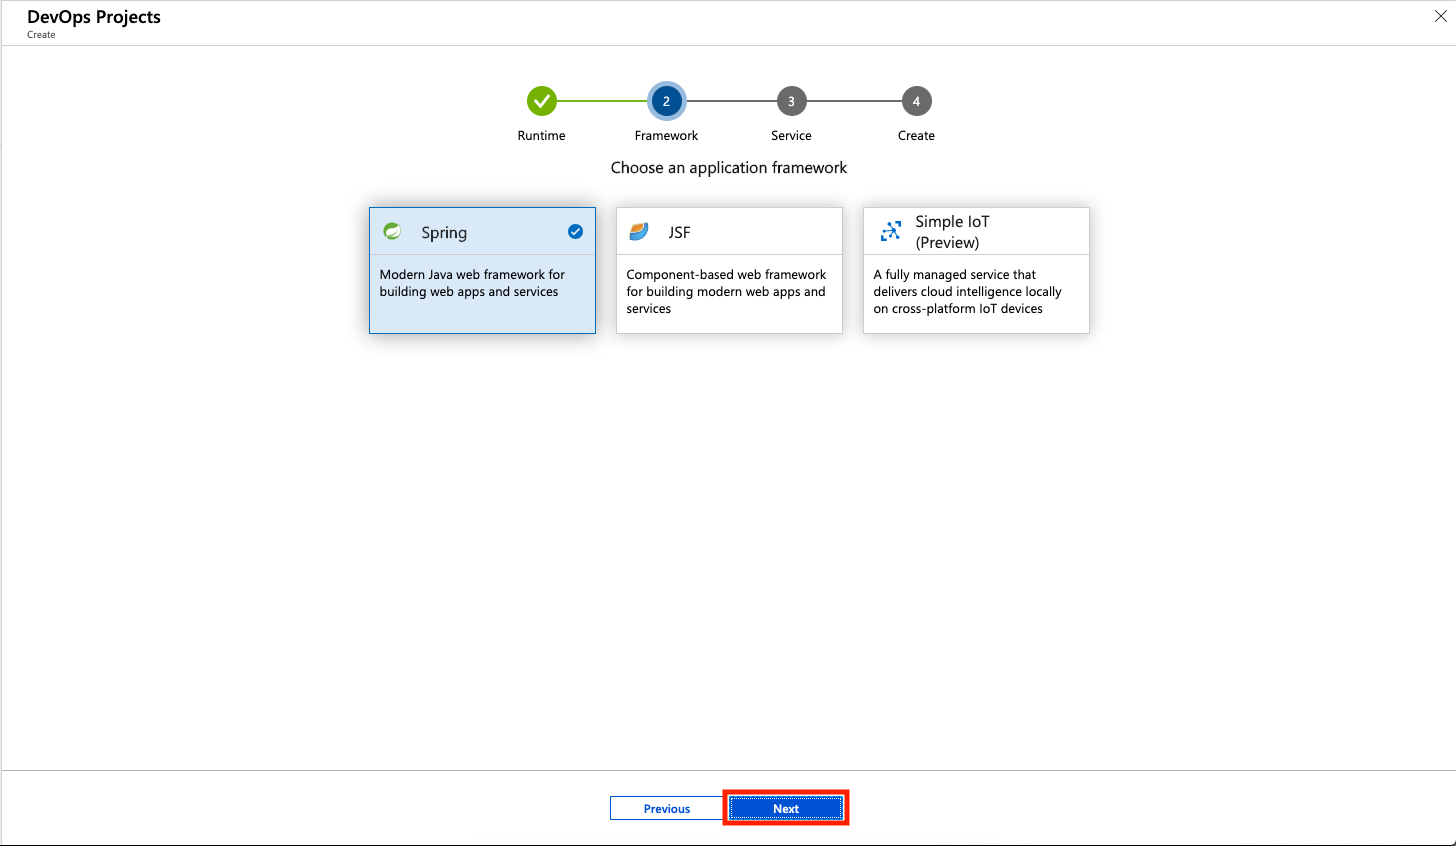 DevOps Projects
Create
2
3
4
Runtime
Framework
Service
Create
Choose an application framework
Spring
Modern Java web framework for
building web apps and services
JSF
Component-based web framework
for building modern web apps and
services
Simple IoT
(Preview)
A fully managed service that
delivers cloud intelligence locally
on cross-platform IoT devices
Previous
Next